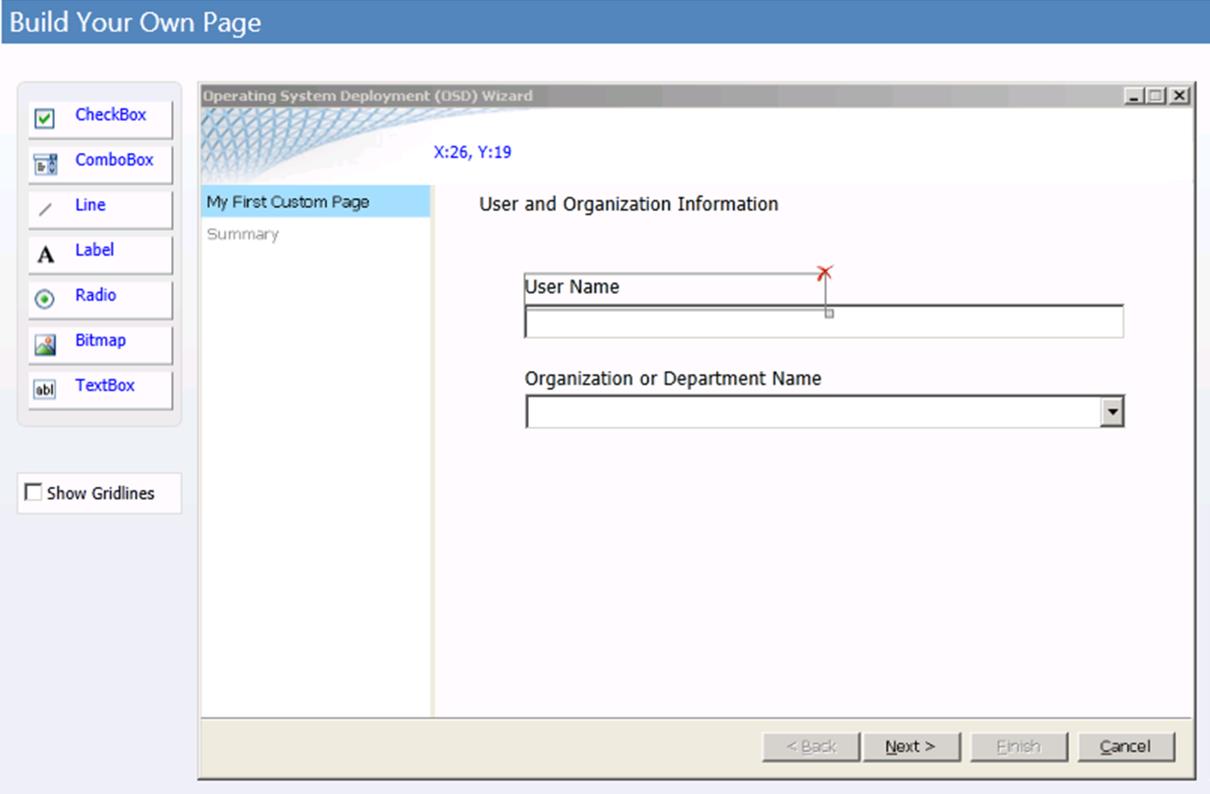 Build Your Own Page
CheckBox
ComboBox
Line
A Label
Radio
Bitmap
abl TextBox
Show Gridlines
Operating System Deployment (OSD) Wizard
X:26, Y:19
My First Custom Page
Summary
User and Organization Information
User Name
Organization or Department Name
< Back Next > Finish Cancel